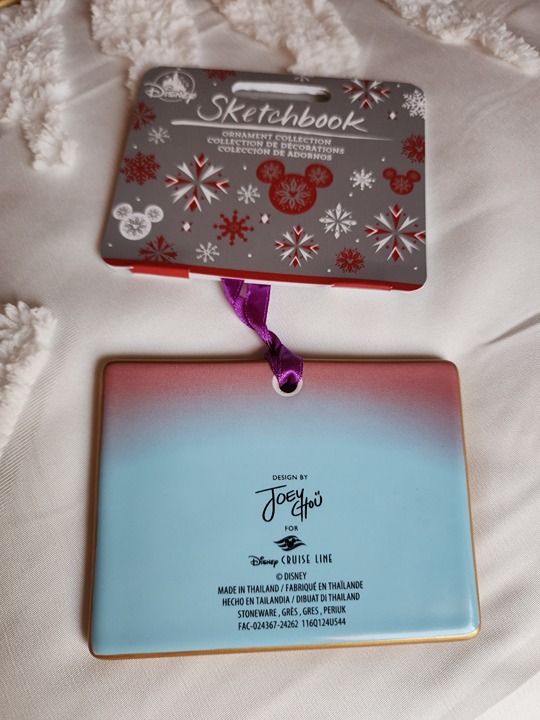 Disney
Sketchbook
ORNAMENT COLLECTION
COLLECTION DE DÉCORATIONS
COLECCIÓN DE ADORNOS
DESIGN BY
JOEY CHOÜ
FOR
Disney CRUISE LINE
© DISNEY
MADE IN THAILAND / FABRIQUÉ EN THAÏLANDE
HECHO EN TAILANDIA / DIBUAT DI THAILAND
STONEWARE , GRÈS , GRES , PERIUK
FAC-024367-24262 116Q124U544